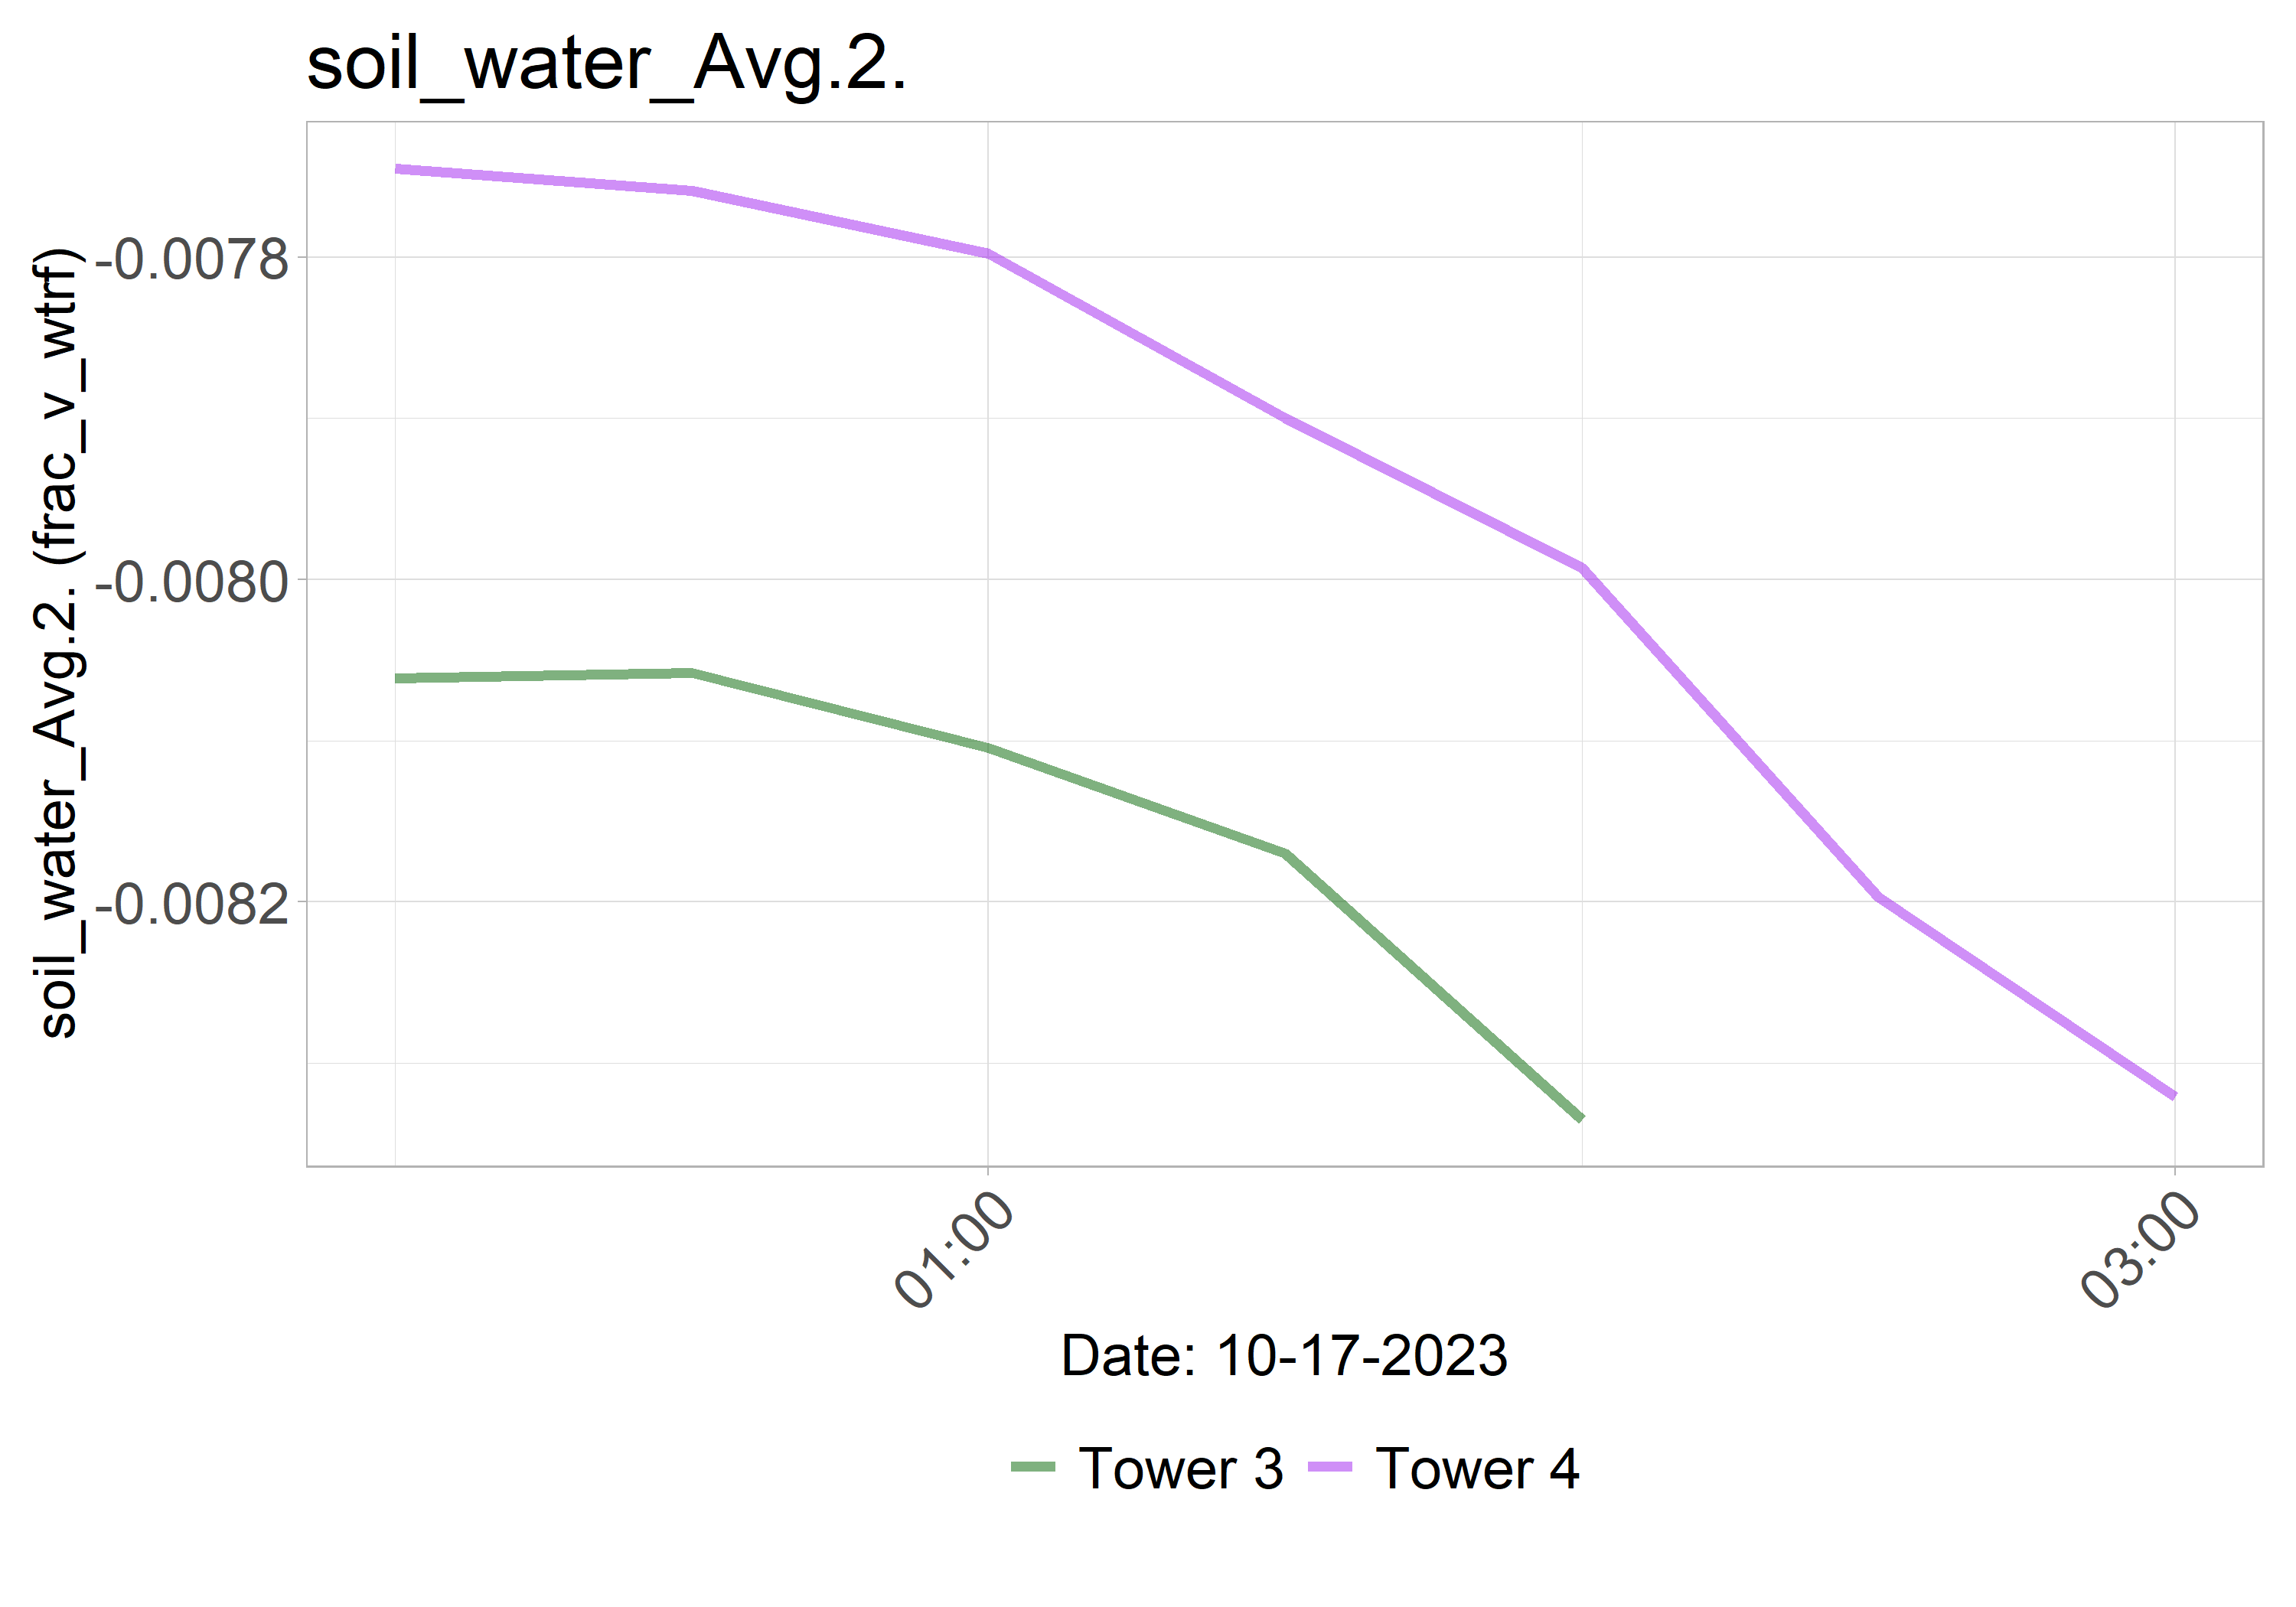 soil_water_Avg.2.
soil_water_Avg.2. (frac_v_wtrf)
-0.0078
-0.0080
-0.0082
01:00
03:00
Date: 10-17-2023
Tower 3
Tower 4